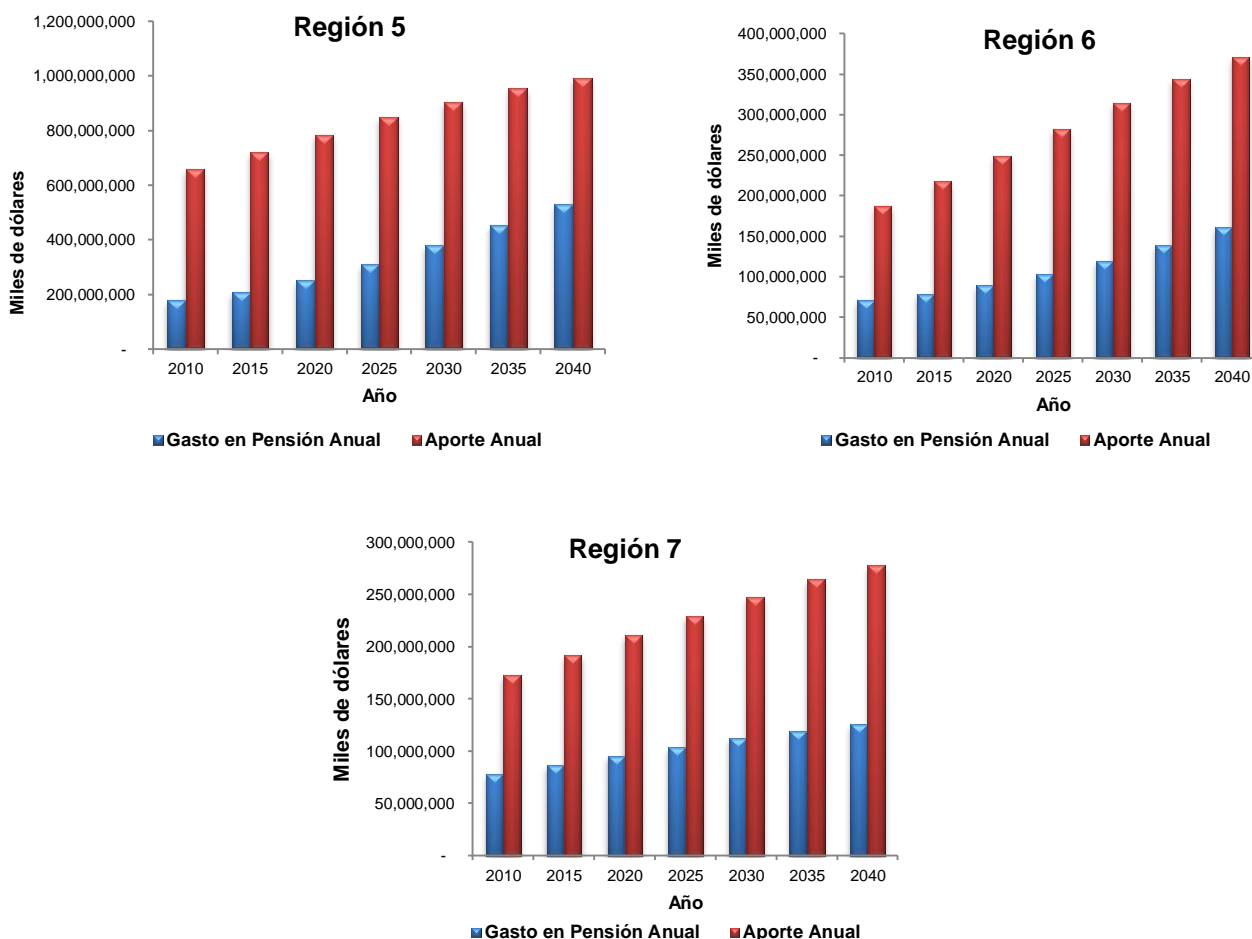 Región 5
Miles de dólares
1,200,000,000
1,000,000,000
800,000,000
600,000,000
400,000,000
200,000,000
-
2010 2015 2020 2025 2030 2035 2040
Año
Gasto en Pensión Anual Aporte Anual
Región 6
Miles de dólares
400,000,000
350,000,000
300,000,000
250,000,000
200,000,000
150,000,000
100,000,000
50,000,000
-
2010 2015 2020 2025 2030 2035 2040
Año
Gasto en Pensión Anual Aporte Anual
Región 7
Miles de dólares
300,000,000
250,000,000
200,000,000
150,000,000
100,000,000
50,000,000
-
2010 2015 2020 2025 2030 2035 2040
Año
Gasto en Pensión Anual Aporte Anual